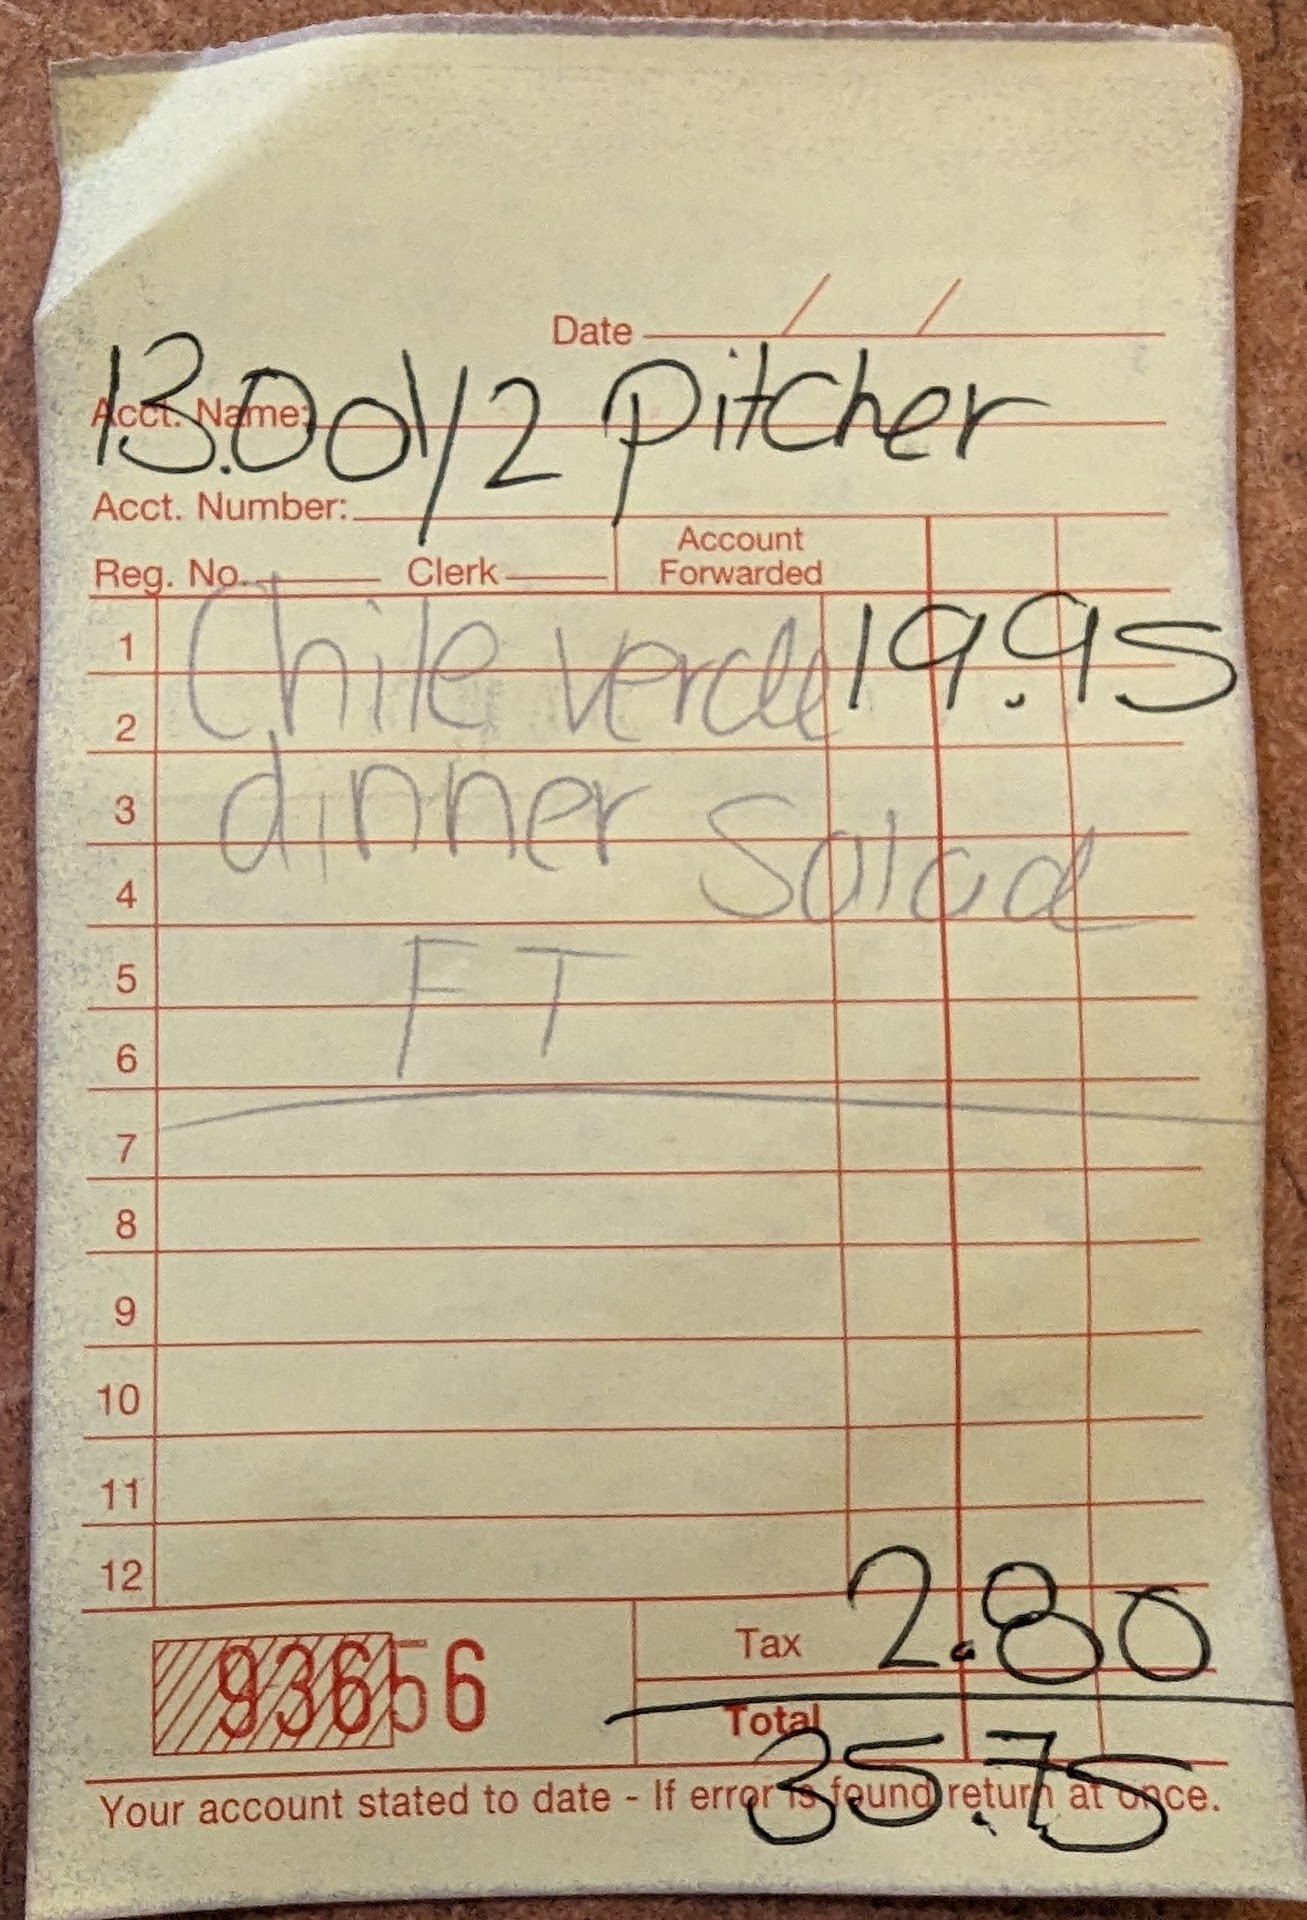 Date / /
Acct. Name:
13.00 1/2 Pitcher
Acct. Number:
Reg. No. Clerk Account Forwarded
1 Chile verde 19.95
2
3 dinner Salad
4
5 FT
6
7
8
9
10
11
12
93656 Tax 2.80
Total 35.75
Your account stated to date - If error is found return at once.